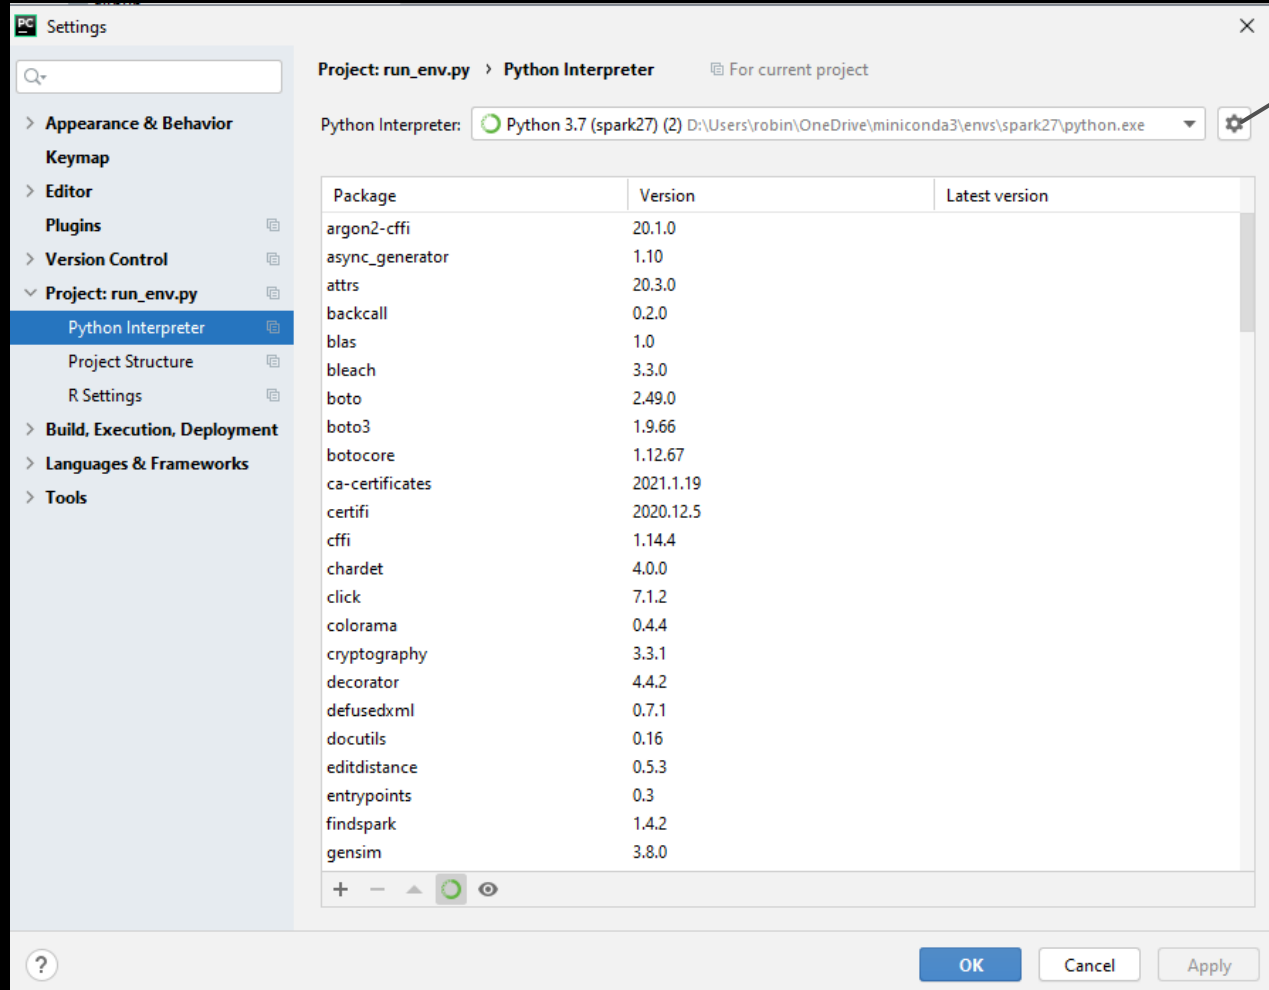 PC Settings
Project: run_env.py › Python Interpreter For current project
Python Interpreter: Python 3.7 (spark27) (2) D:\Users\robin\OneDrive\miniconda3\envs\spark27\python.exe
Appearance & Behavior
Keymap
Editor
Plugins
Version Control
Project: run_env.py
Python Interpreter
Project Structure
R Settings
Build, Execution, Deployment
Languages & Frameworks
Tools
Package Version Latest version
argon2-cffi 20.1.0
async_generator 1.10
attrs 20.3.0
backcall 0.2.0
blas 1.0
bleach 3.3.0
boto 2.49.0
boto3 1.9.66
botocore 1.12.67
ca-certificates 2021.1.19
certifi 2020.12.5
cffi 1.14.4
chardet 4.0.0
click 7.1.2
colorama 0.4.4
cryptography 3.3.1
decorator 4.4.2
defusedxml 0.7.1
docutils 0.16
editdistance 0.5.3
entrypoints 0.3
findspark 1.4.2
gensim 3.8.0
? OK Cancel Apply